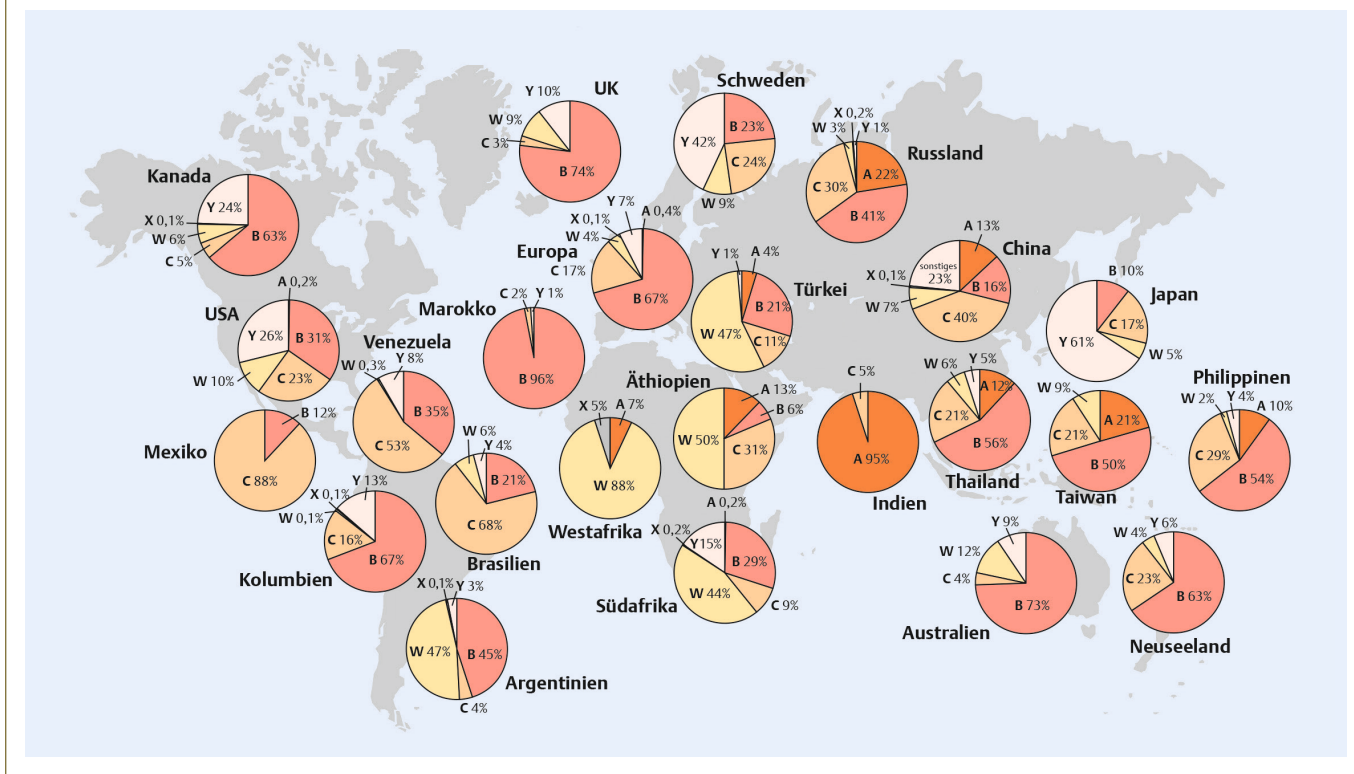 UK
Y 10%
W 9%
C 3%
B 74%
Schweden
B 23%
C 24%
W 9%
Y 42%
Russland
X 0,2%
W 3%
Y 1%
A 22%
B 41%
C 30%
Kanada
Y 24%
X 0,1%
W 6%
C 5%
B 63%
Europa
Y 7%
A 0,4%
X 0,1%
W 4%
C 17%
B 67%
China
A 13%
B 16%
C 40%
W 7%
X 0,1%
sonstiges
23%
Türkei
Y 1%
A 4%
B 21%
C 11%
W 47%
Japan
B 10%
C 17%
W 5%
Y 61%
USA
A 0,2%
B 31%
C 23%
W 10%
Y 26%
Marokko
C 2%
Y 1%
B 96%
Venezuela
W 0,3%
Y 8%
B 35%
C 53%
Äthiopien
A 13%
B 6%
C 31%
W 50%
Indien
C 5%
A 95%
Thailand
W 6%
Y 5%
A 12%
B 56%
C 21%
Taiwan
W 9%
A 21%
B 50%
C 21%
Philippinen
W 2%
Y 4%
A 10%
B 54%
C 29%
Mexiko
B 12%
C 88%
Westafrika
X 5%
A 7%
W 88%
Brasilien
W 6%
Y 4%
B 21%
C 68%
Kolumbien
Y 13%
X 0,1%
W 0,1%
C 16%
B 67%
Südafrika
A 0,2%
X 0,2%
Y 15%
B 29%
C 9%
W 44%
Australien
Y 9%
W 12%
C 4%
B 73%
Neuseeland
W 4%
Y 6%
C 23%
B 63%
Argentinien
X 0,1%
Y 3%
B 45%
C 4%
W 47%